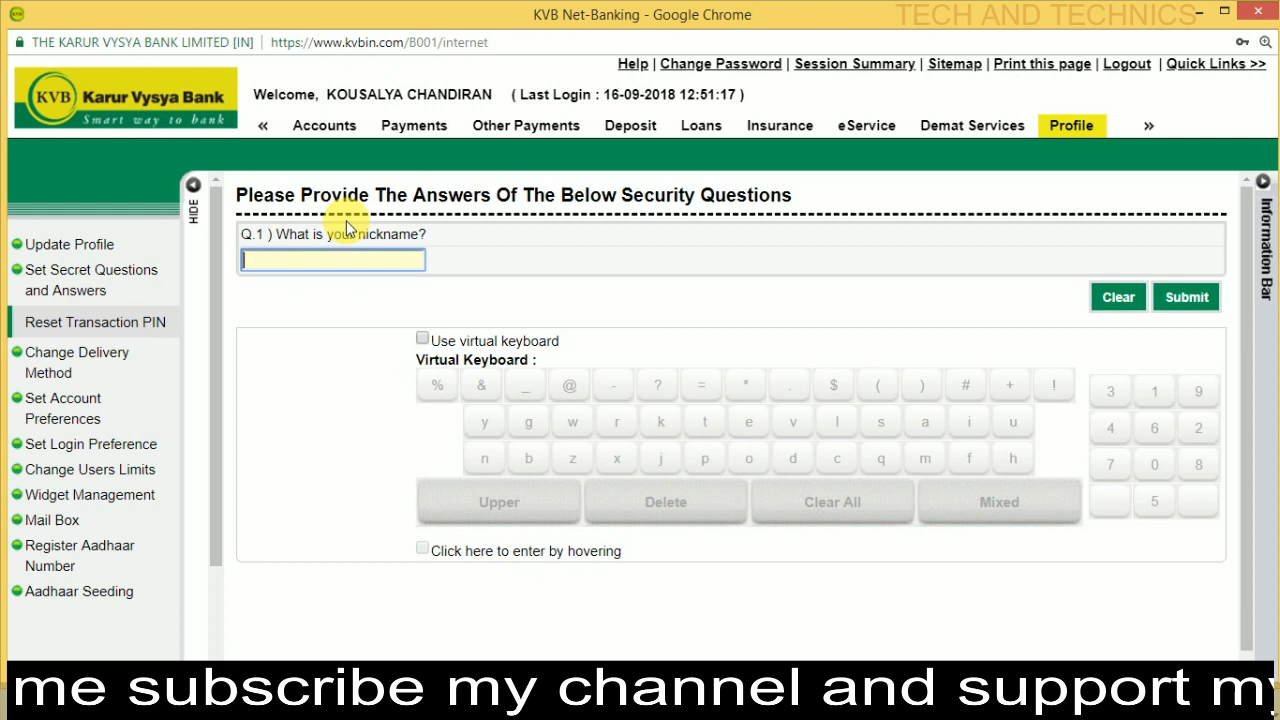 KVB Net-Banking - Google Chrome
TECH AND TECHNICS
THE KARUR VYSYA BANK LIMITED [IN] https://www.kvbin.com/B001/internet
Help | Change Password | Session Summary | Sitemap | Print this page | Logout | Quick Links >>
KVB Karur Vysya Bank
Smart way to bank
Welcome, KOUSALYA CHANDIRAN ( Last Login : 16-09-2018 12:51:17 )
« Accounts Payments Other Payments Deposit Loans Insurance eService Demat Services Profile »
HIDE
Update Profile
Set Secret Questions
and Answers
Reset Transaction PIN
Change Delivery
Method
Set Account
Preferences
Set Login Preference
Change Users Limits
Widget Management
Mail Box
Register Aadhaar
Number
Aadhaar Seeding
Please Provide The Answers Of The Below Security Questions
Q.1 ) What is your nickname?
Clear Submit
Use virtual keyboard
Virtual Keyboard :
% & _ @ - ? = * . $ ( ) # + !
y g w r k t e v l s a i u
n b z x j p o d c q m f h
Upper Delete Clear All Mixed
3 1 9
4 6 2
7 0 8
5
Click here to enter by hovering
Information Bar
me subscribe my channel and support my